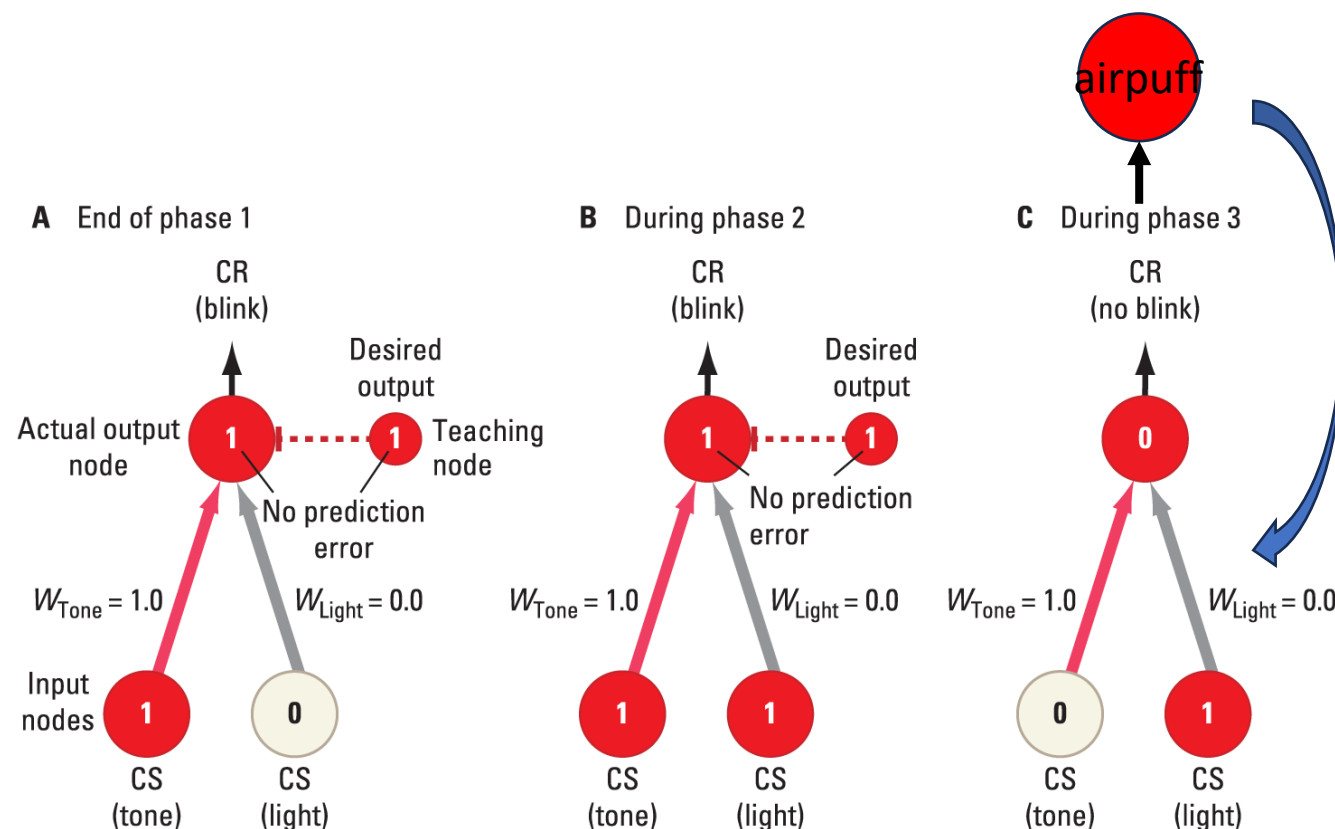 airpuff
A End of phase 1
CR
(blink)
Desired
output
Actual output
node
1
1
Teaching
node
No prediction
error
WTone = 1.0
WLight = 0.0
Input
nodes
1
0
CS
(tone)
CS
(light)
B During phase 2
CR
(blink)
Desired
output
1
1
No prediction
error
WTone = 1.0
WLight = 0.0
1
1
CS
(tone)
CS
(light)
C During phase 3
CR
(no blink)
0
WTone = 1.0
WLight = 0.0
0
1
CS
(tone)
CS
(light)